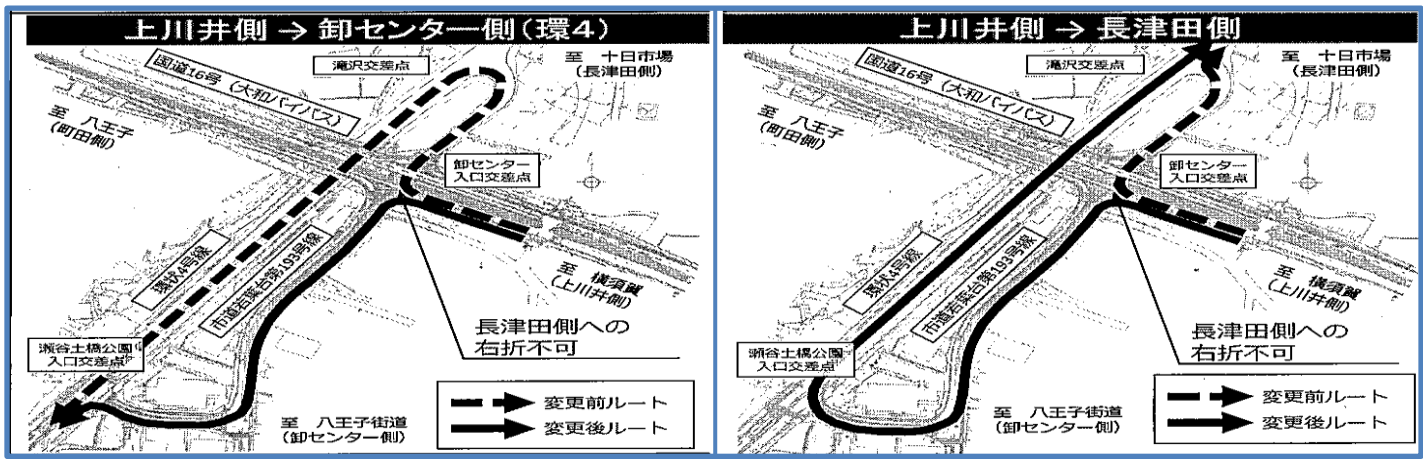 上川井側 → 卸センター側(環4)
国道16号(大和バイパス)
滝沢交差点
至 十日市場
(長津田側)
至 八王子
(町田側)
卸センター
入口交差点
環状4号線
市道若葉台第193号線
至 横須賀
(上川井側)
長津田側への
右折不可
瀬谷土橋公園
入口交差点
至 八王子街道
(卸センター側)
変更前ルート
変更後ルート
上川井側 → 長津田側
国道16号(大和バイパス)
滝沢交差点
至 十日市場
(長津田側)
至 八王子
(町田側)
卸センター
入口交差点
環状4号線
市道若葉台第193号線
至 横須賀
(上川井側)
長津田側への
右折不可
瀬谷土橋公園
入口交差点
至 八王子街道
(卸センター側)
変更前ルート
変更後ルート